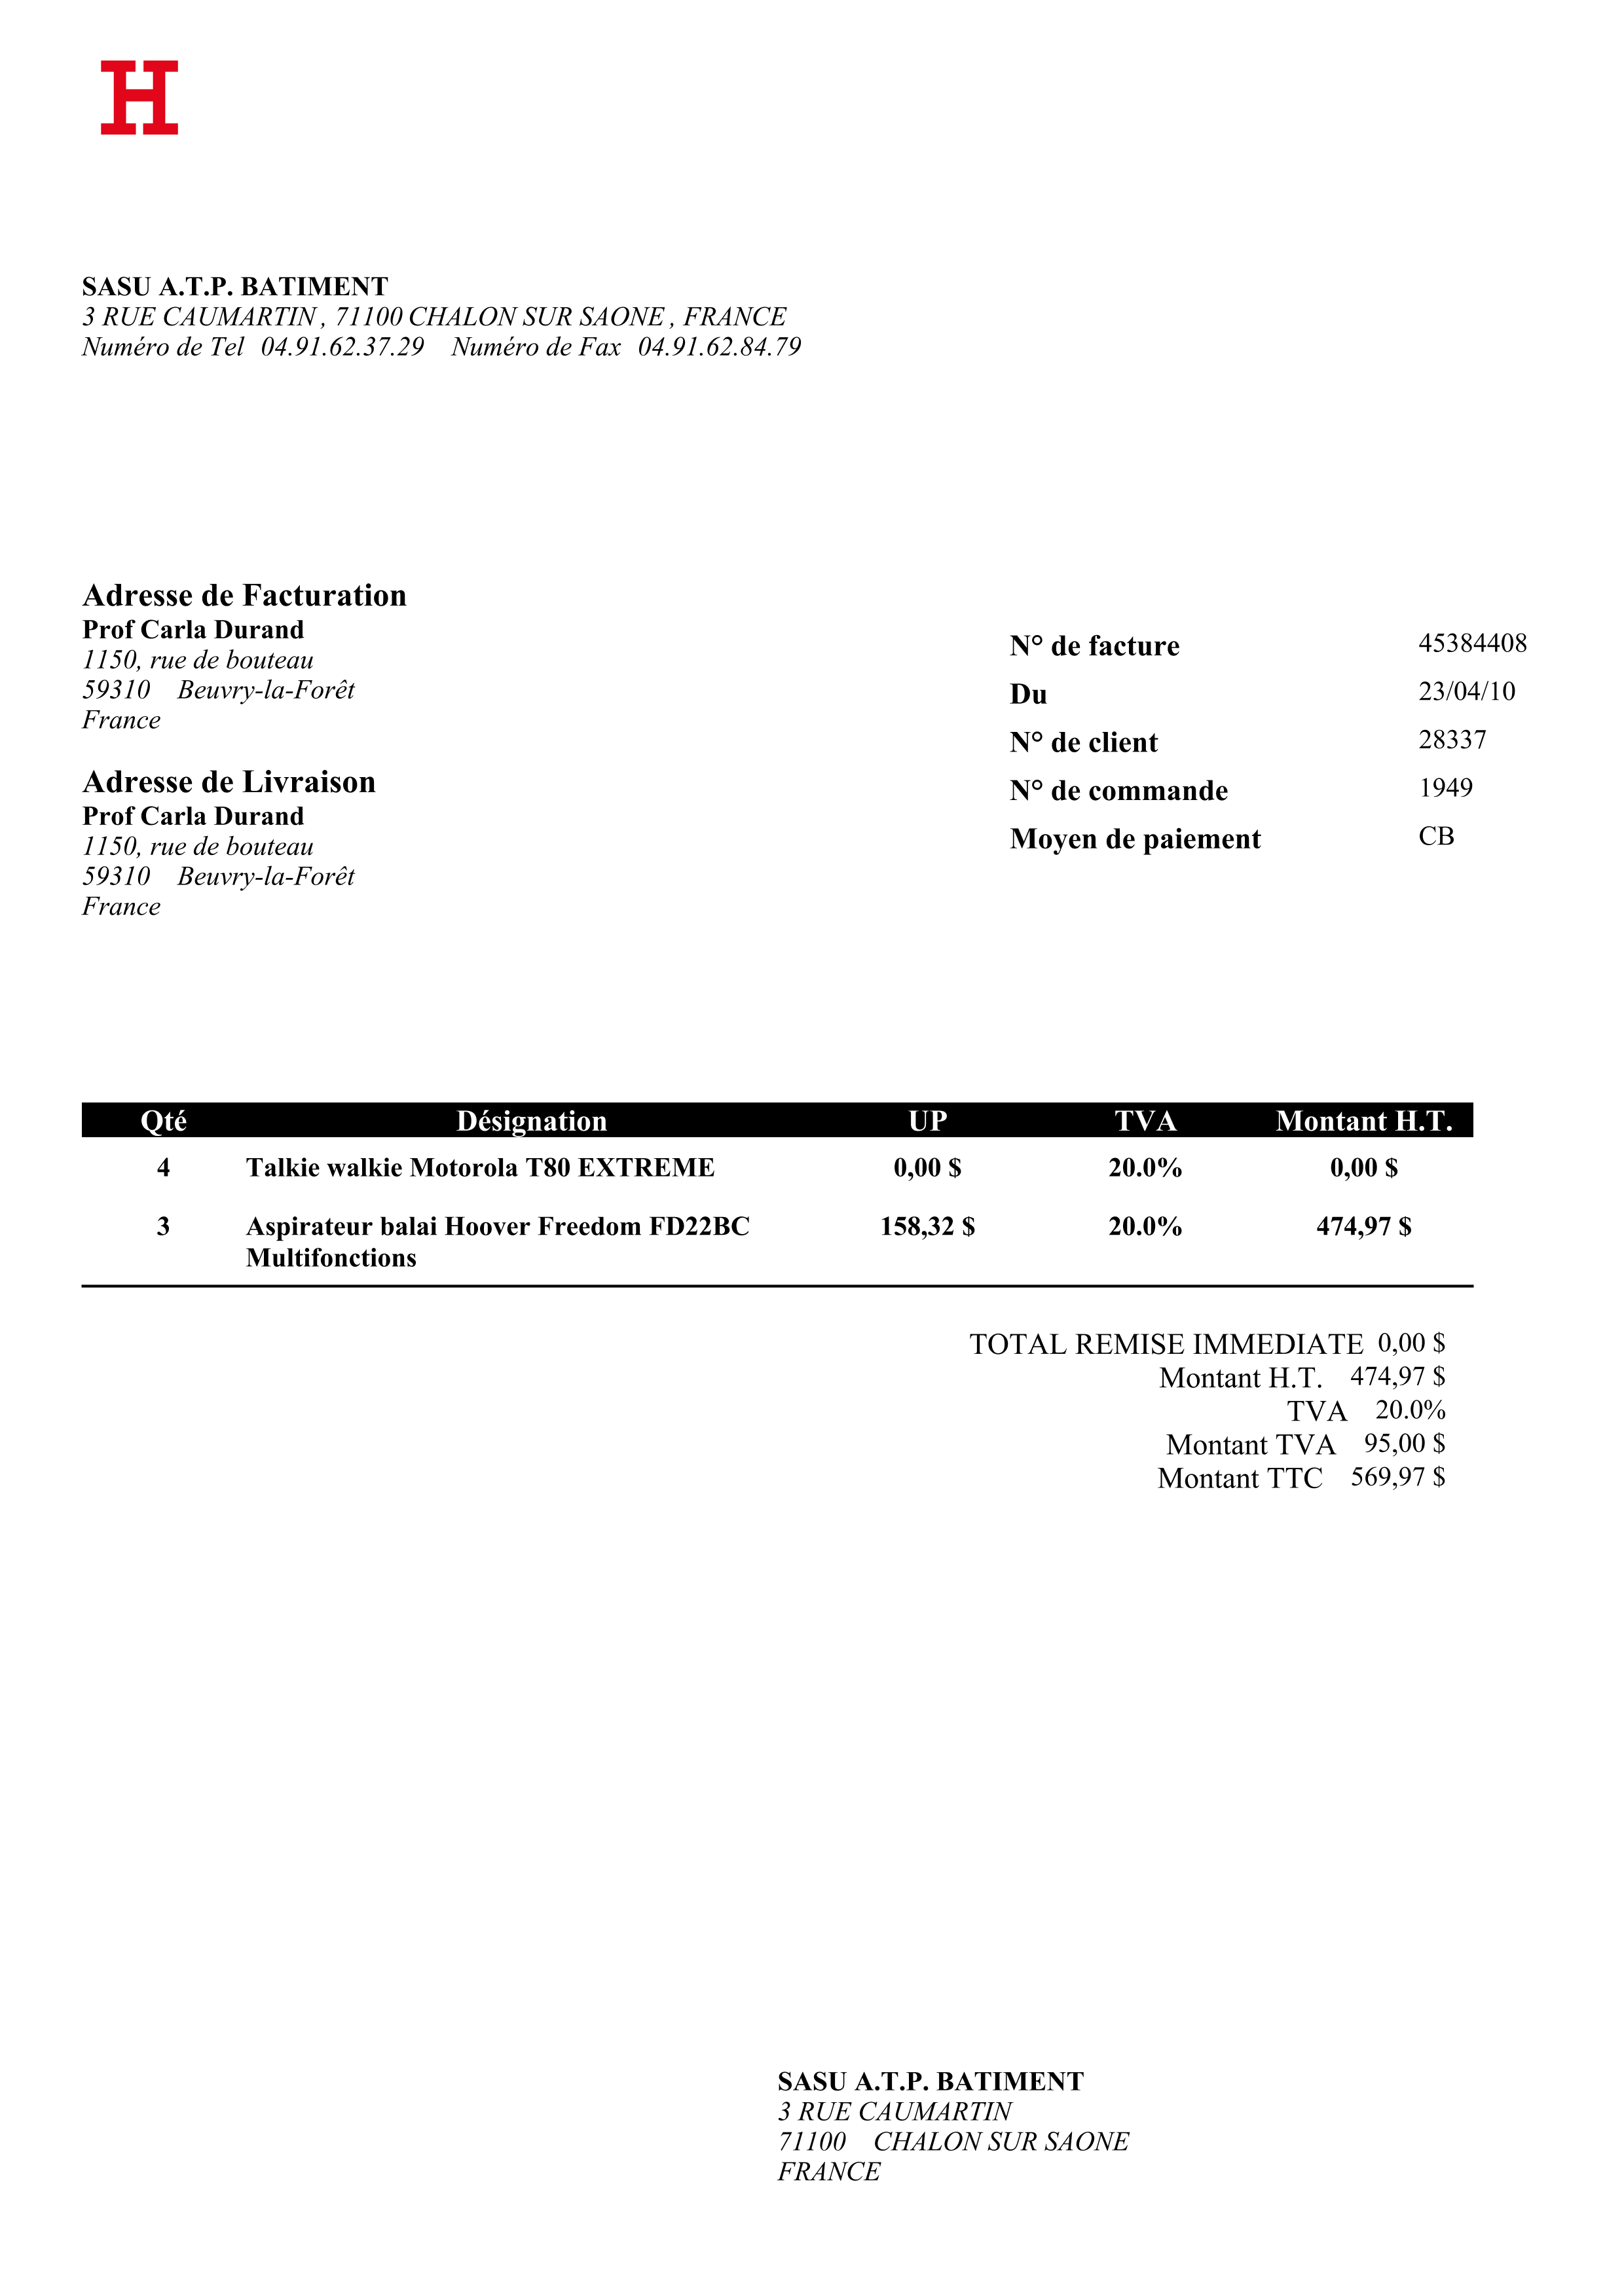 H
SASU A.T.P. BATIMENT
3 RUE CAUMARTIN , 71100 CHALON SUR SAONE , FRANCE
Numéro de Tel 04.91.62.37.29 Numéro de Fax 04.91.62.84.79
Adresse de Facturation
Prof Carla Durand
1150, rue de bouteau
59310 Beuvry-la-Forêt
France
Adresse de Livraison
Prof Carla Durand
1150, rue de bouteau
59310 Beuvry-la-Forêt
France
N° de facture 45384408
Du 23/04/10
N° de client 28337
N° de commande 1949
Moyen de paiement CB
Qté Désignation UP TVA Montant H.T.
4 Talkie walkie Motorola T80 EXTREME 0,00 $ 20.0% 0,00 $
3 Aspirateur balai Hoover Freedom FD22BC 158,32 $ 20.0% 474,97 $
Multifonctions
TOTAL REMISE IMMEDIATE 0,00 $
Montant H.T. 474,97 $
TVA 20.0%
Montant TVA 95,00 $
Montant TTC 569,97 $
SASU A.T.P. BATIMENT
3 RUE CAUMARTIN
71100 CHALON SUR SAONE
FRANCE